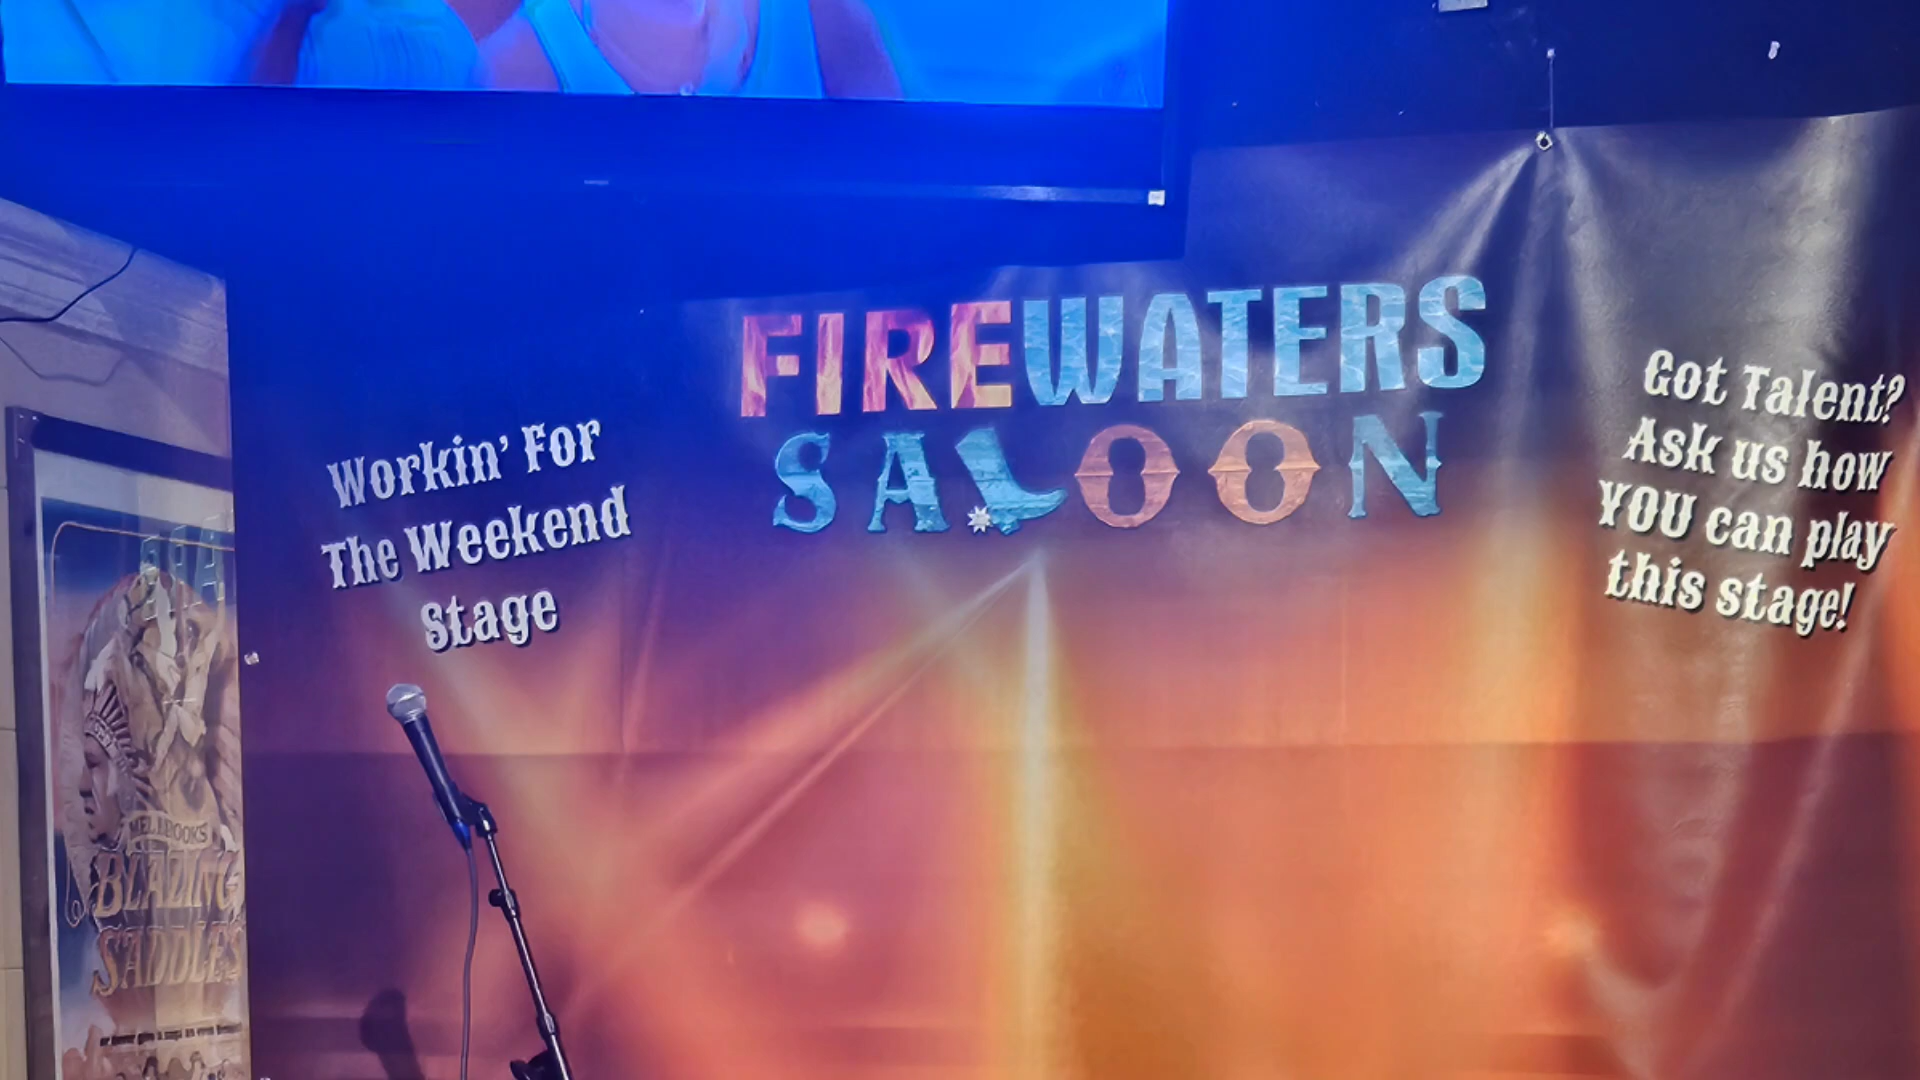 FIREWATERS
SALOON
Workin' For
The Weekend
Stage
Got Talent?
Ask us how
YOU can play
this stage!
MEL BROOKS'
BLAZING
SADDLES